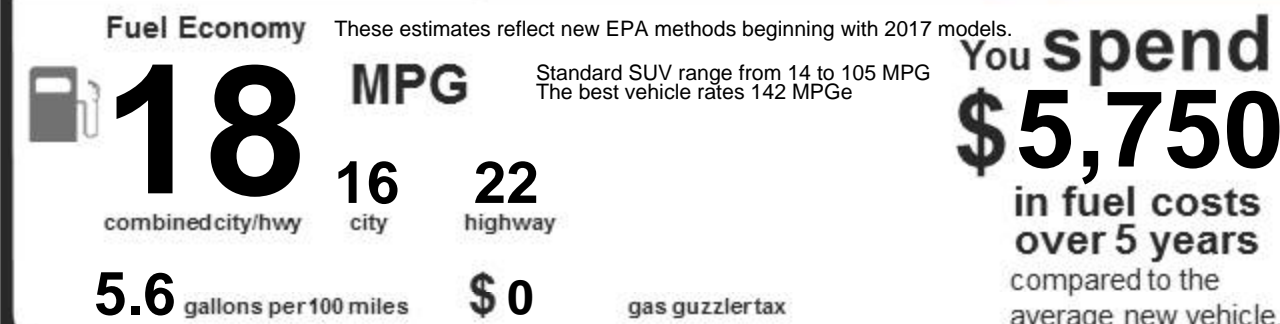 Fuel Economy
These estimates reflect new EPA methods beginning with 2017 models.
18 MPG
Standard SUV range from 14 to 105 MPG
The best vehicle rates 142 MPGe
16 22
combined city/hwy city highway
5.6 gallons per 100 miles $ 0 gas guzzler tax
You spend
$5,750
in fuel costs
over 5 years
compared to the
average new vehicle.